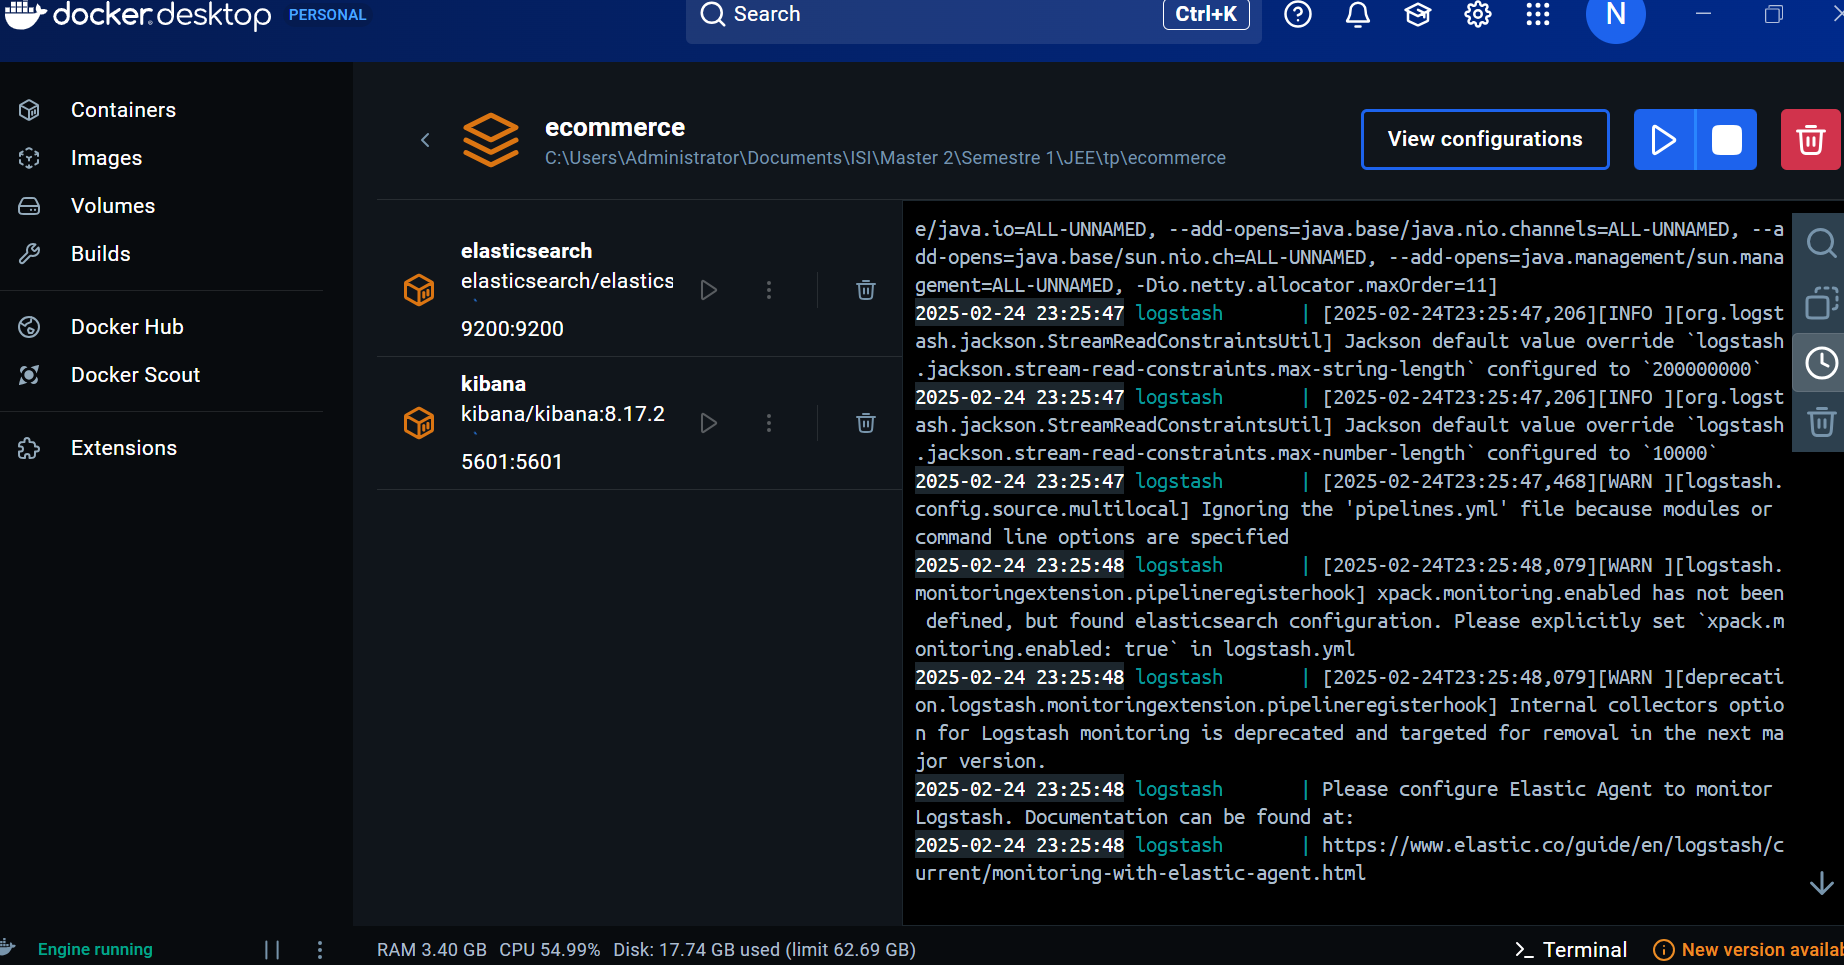 docker.desktop PERSONAL
Search Ctrl+K
N
Containers
Images
Volumes
Builds
Docker Hub
Docker Scout
Extensions
ecommerce
C:\Users\Administrator\Documents\ISI\Master 2\Semestre 1\JEE\tp\ecommerce
View configurations
elasticsearch
elasticsearch/elastics
9200:9200
kibana
kibana/kibana:8.17.2
5601:5601
e/java.io=ALL-UNNAMED, --add-opens=java.base/java.nio.channels=ALL-UNNAMED, --a
dd-opens=java.base/sun.nio.ch=ALL-UNNAMED, --add-opens=java.management/sun.mana
gement=ALL-UNNAMED, -Dio.netty.allocator.maxOrder=11]
2025-02-24 23:25:47 logstash | [2025-02-24T23:25:47,206][INFO ][org.logst
ash.jackson.StreamReadConstraintsUtil] Jackson default value override `logstash
.jackson.stream-read-constraints.max-string-length` configured to `200000000`
2025-02-24 23:25:47 logstash | [2025-02-24T23:25:47,206][INFO ][org.logst
ash.jackson.StreamReadConstraintsUtil] Jackson default value override `logstash
.jackson.stream-read-constraints.max-number-length` configured to `10000`
2025-02-24 23:25:47 logstash | [2025-02-24T23:25:47,468][WARN ][logstash.
config.source.multilocal] Ignoring the 'pipelines.yml' file because modules or
command line options are specified
2025-02-24 23:25:48 logstash | [2025-02-24T23:25:48,079][WARN ][logstash.
monitoringextension.pipelineregisterhook] xpack.monitoring.enabled has not been
defined, but found elasticsearch configuration. Please explicitly set `xpack.m
onitoring.enabled: true` in logstash.yml
2025-02-24 23:25:48 logstash | [2025-02-24T23:25:48,079][WARN ][deprecati
on.logstash.monitoringextension.pipelineregisterhook] Internal collectors optio
n for Logstash monitoring is deprecated and targeted for removal in the next ma
jor version.
2025-02-24 23:25:48 logstash | Please configure Elastic Agent to monitor
Logstash. Documentation can be found at:
2025-02-24 23:25:48 logstash | https://www.elastic.co/guide/en/logstash/c
urrent/monitoring-with-elastic-agent.html
Engine running
RAM 3.40 GB CPU 54.99% Disk: 17.74 GB used (limit 62.69 GB)
Terminal
New version availab